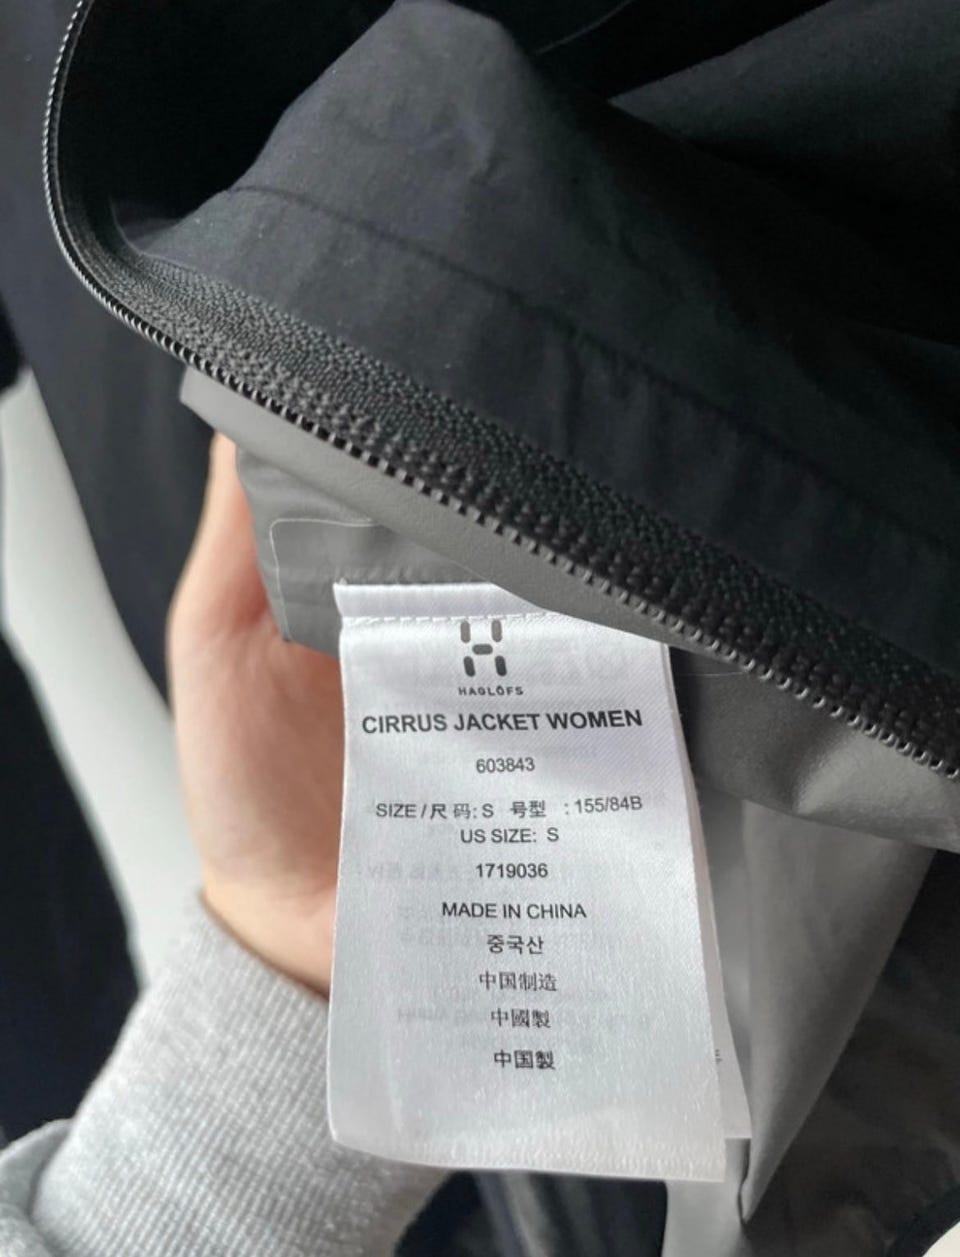 HAGLÖFS
CIRRUS JACKET WOMEN
603843
SIZE / 尺 码: S 号型 : 155/84B
US SIZE: S
1719036
MADE IN CHINA
중국산
中国制造
中國製
中国製